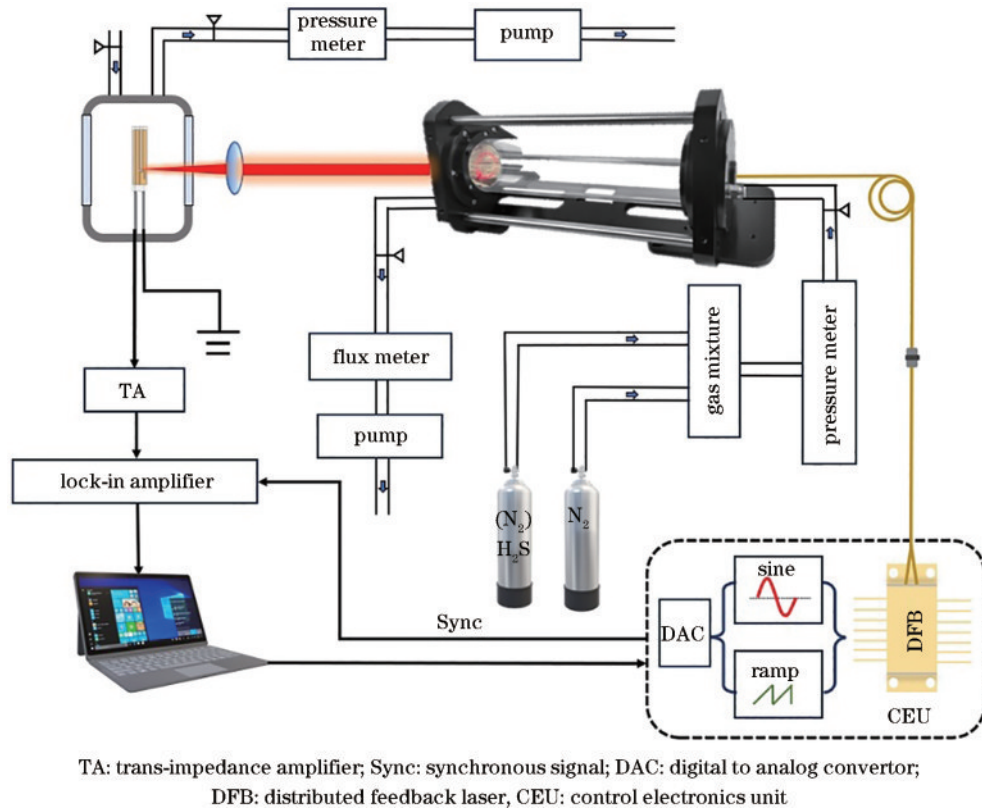 pressure
meter
pump
flux meter
pump
TA
lock-in amplifier
gas mixture
pressure meter
(N₂)
H₂S
N₂
Sync
DAC
sine
ramp
DFB
CEU
TA: trans-impedance amplifier; Sync: synchronous signal; DAC: digital to analog convertor;
DFB: distributed feedback laser, CEU: control electronics unit